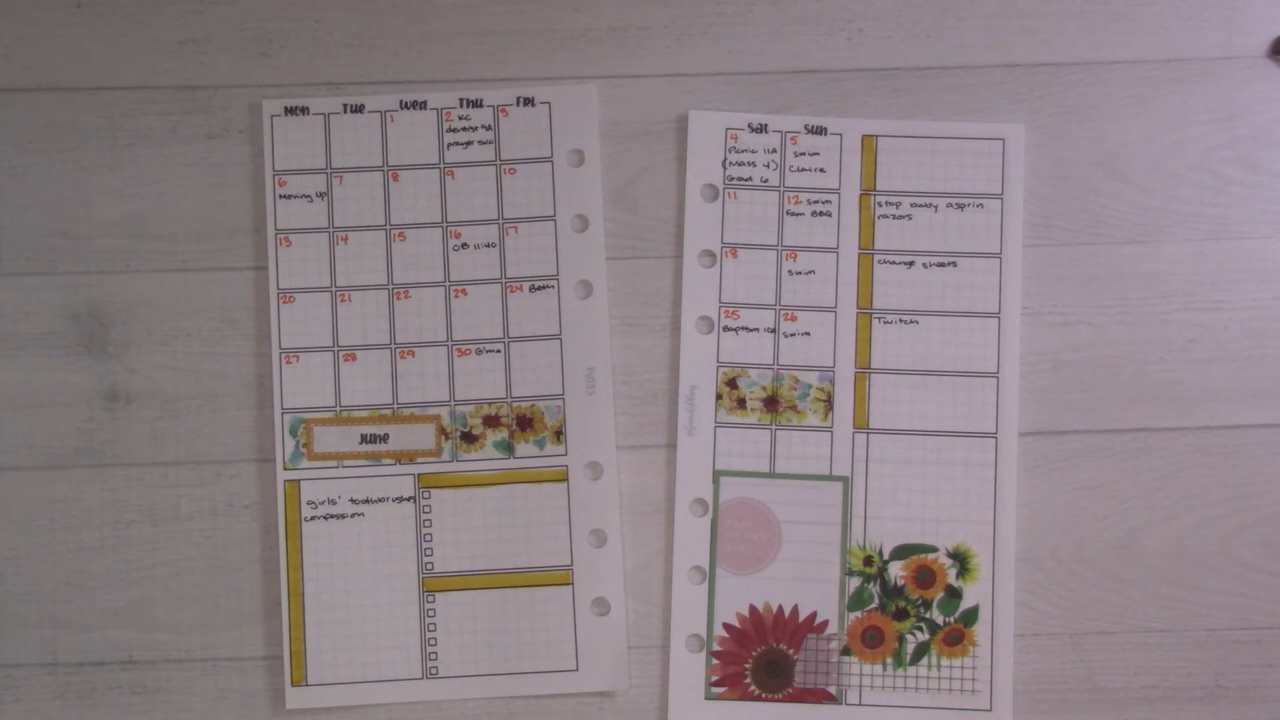 Mon Tue Wed Thu Fri
1 2 KC 3
dentist 9A
prayer
6 7 8 9 10
Moving Up
13 14 15 16 17
OB 11:40
20 21 22 23 24 Beth
27 28 29 30 G'ma
June
girls' toothbrushes
confession
PL033
Sat Sun
4 5
Picnic 11A swim
(Mass 4) Claire
Grad 6
11 12 swim
Fam BBQ
18 19
swim
25 26
Baptism 10A swim
stop baby asprin
razors
change sheets
Twitch